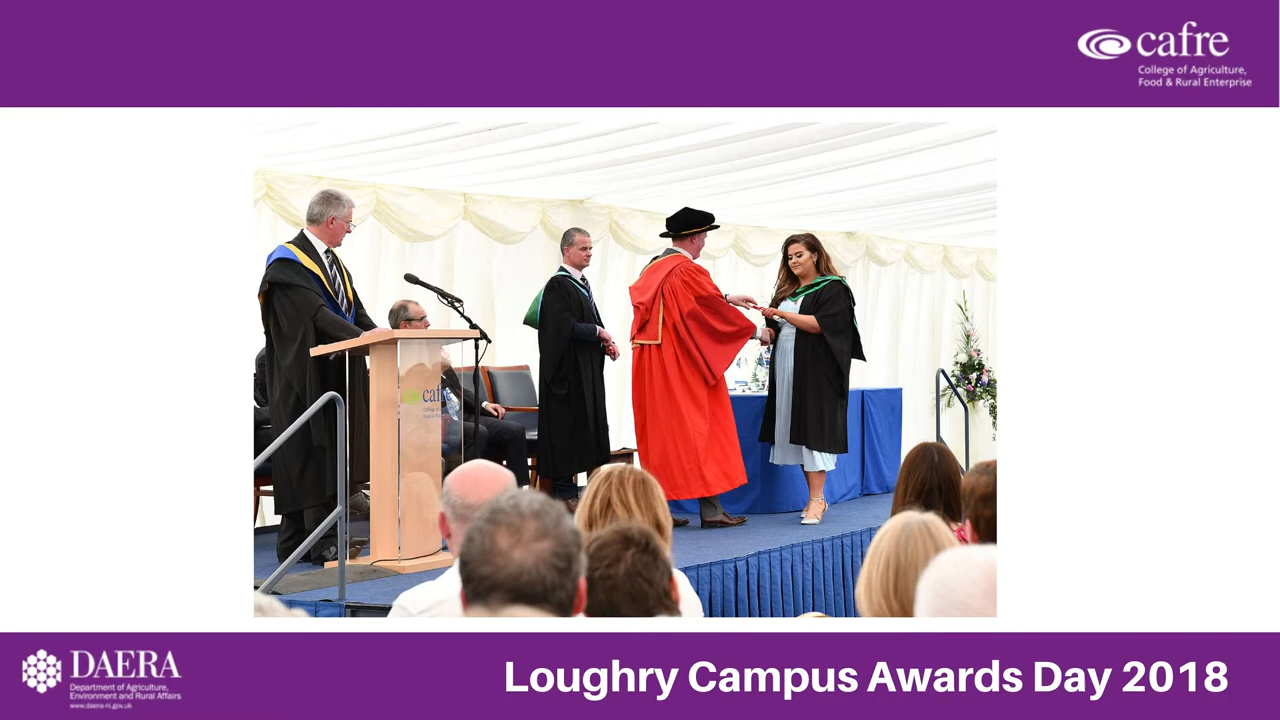 cafre
College of Agriculture,
Food & Rural Enterprise
DAERA
Department of Agriculture,
Environment and Rural Affairs
www.daera-ni.gov.uk
Loughry Campus Awards Day 2018